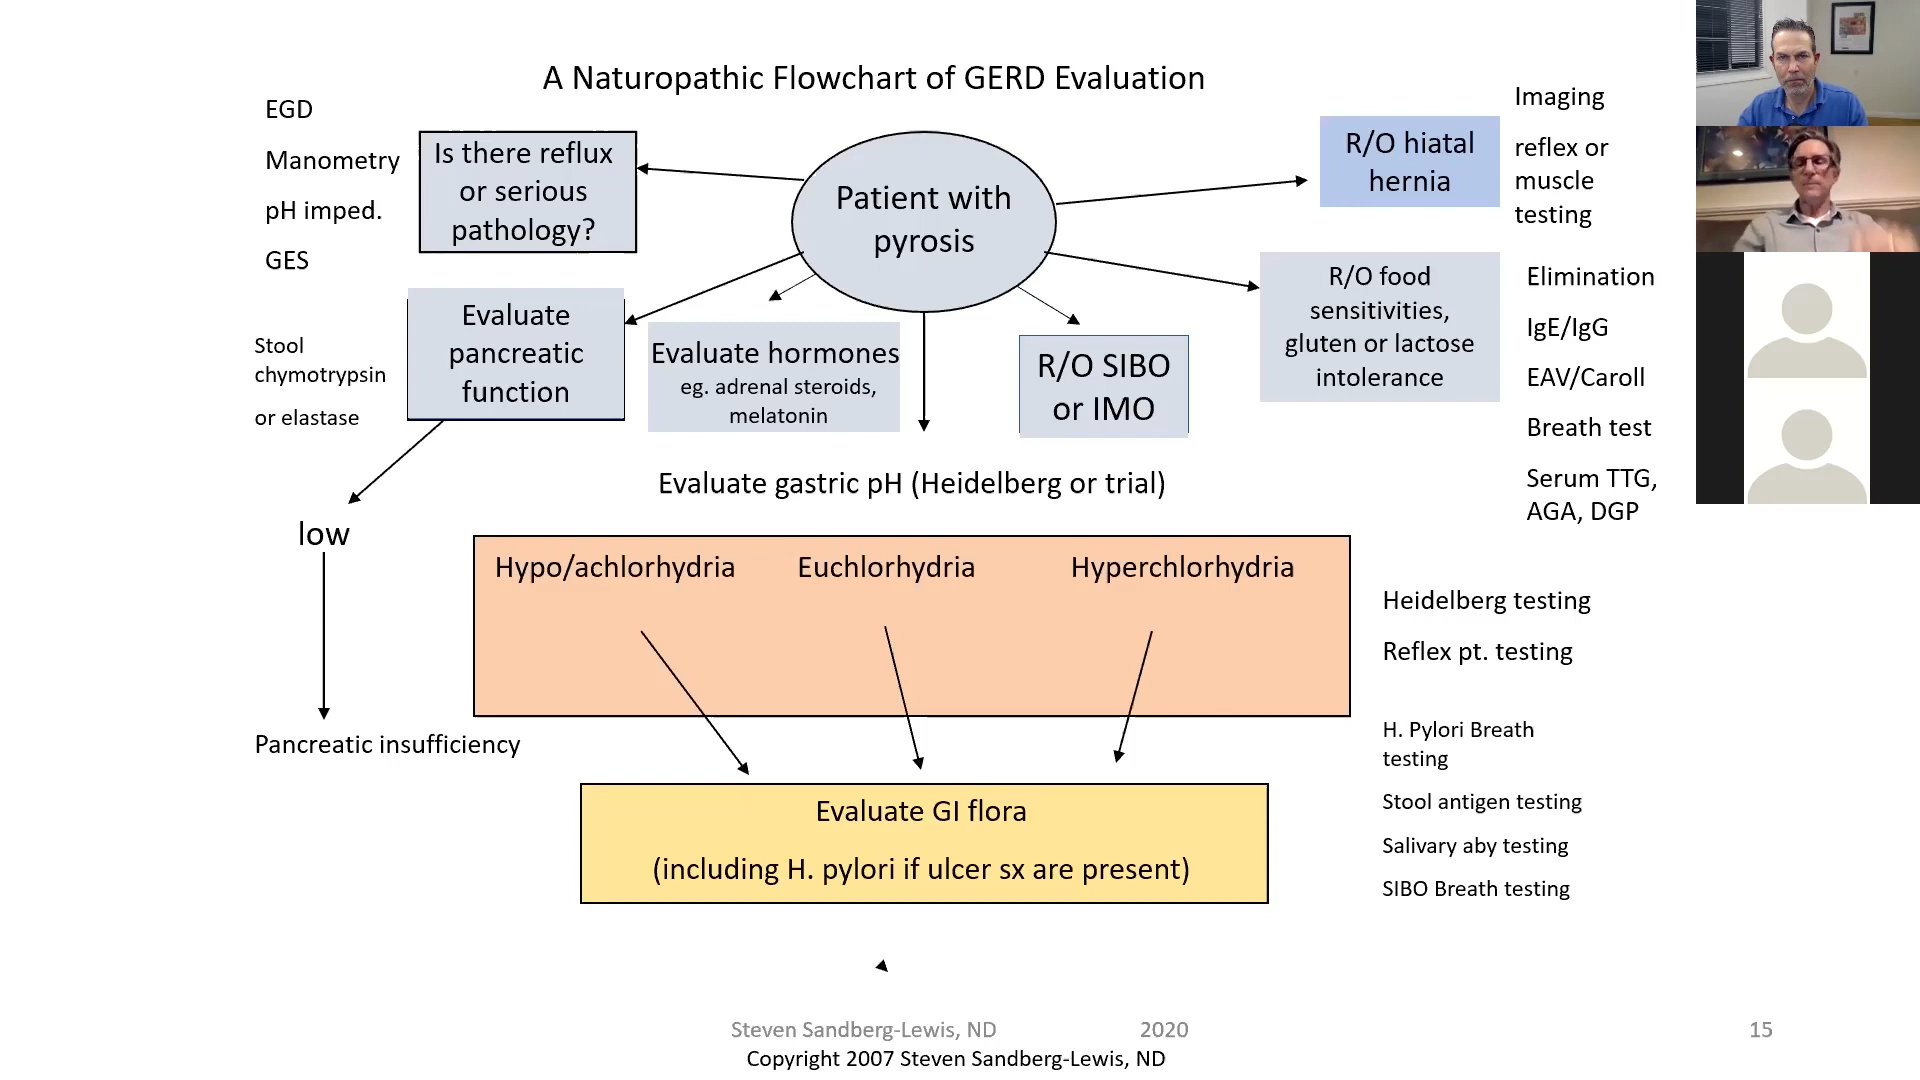 A Naturopathic Flowchart of GERD Evaluation
EGD
Manometry
pH imped.
GES
Is there reflux
or serious
pathology?
Patient with
pyrosis
R/O hiatal
hernia
Imaging
reflex or
muscle
testing
Stool
chymotrypsin
or elastase
Evaluate
pancreatic
function
Evaluate hormones
eg. adrenal steroids,
melatonin
R/O SIBO
or IMO
R/O food
sensitivities,
gluten or lactose
intolerance
Elimination
IgE/IgG
EAV/Caroll
Breath test
Serum TTG,
AGA, DGP
Evaluate gastric pH (Heidelberg or trial)
low
Pancreatic insufficiency
Hypo/achlorhydria
Euchlorhydria
Hyperchlorhydria
Heidelberg testing
Reflex pt. testing
Evaluate GI flora
(including H. pylori if ulcer sx are present)
H. Pylori Breath
testing
Stool antigen testing
Salivary aby testing
SIBO Breath testing
Steven Sandberg-Lewis, ND 2020
Copyright 2007 Steven Sandberg-Lewis, ND
15